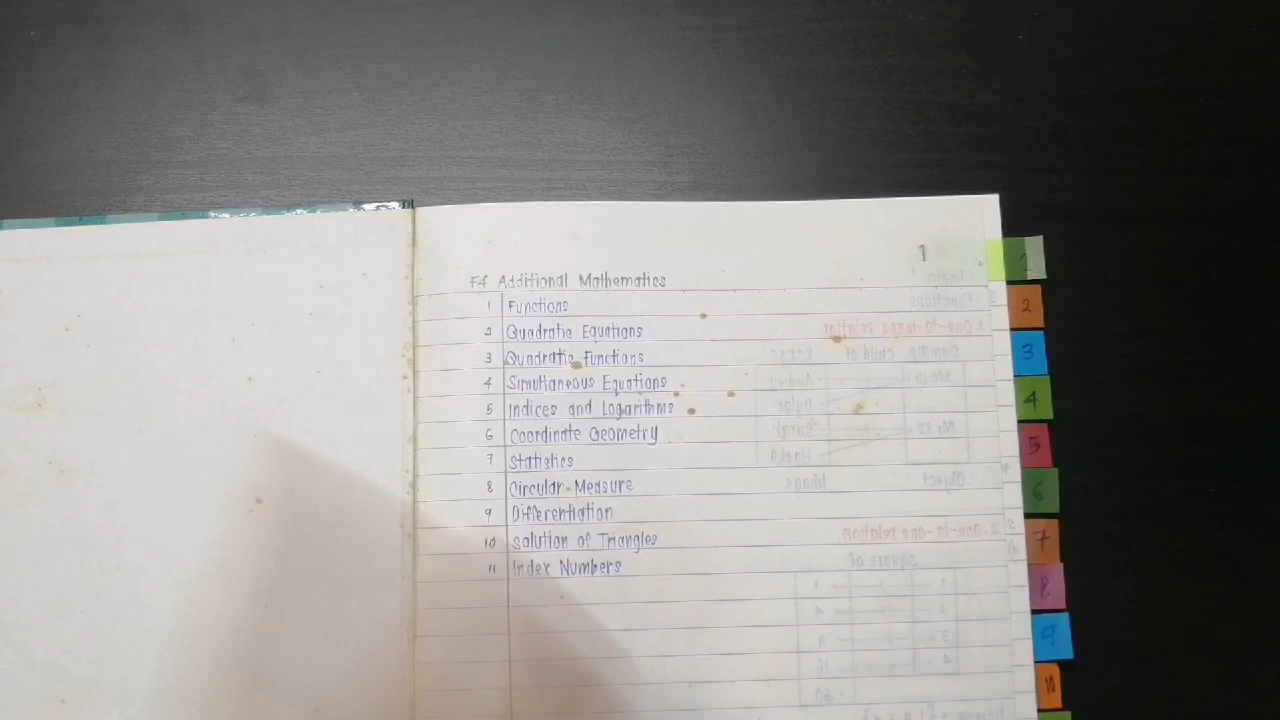 1
F4 Additional Mathematics
1 Functions
2 Quadratic Equations
3 Quadratic Functions
4 Simultaneous Equations
5 Indices and Logarithms
6 Coordinate Geometry
7 Statistics
8 Circular Measure
9 Differentiation
10 Solution of Triangles
11 Index Numbers
1
2
3
4
5
6
7
8
9
10